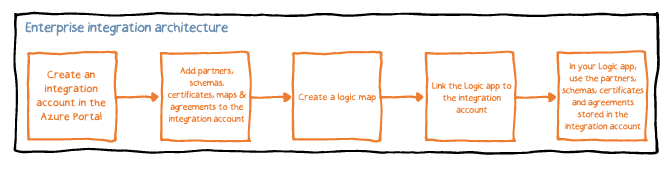 Enterprise integration architecture
Create an
integration
account in the
Azure Portal
Add partners,
schemas,
certificates, maps &
agreements to the
integration account
Create a logic map
Link the Logic app to
the integration
account
In your Logic app,
use the partners,
schemas, certificates
and agreements
stored in the
integration account